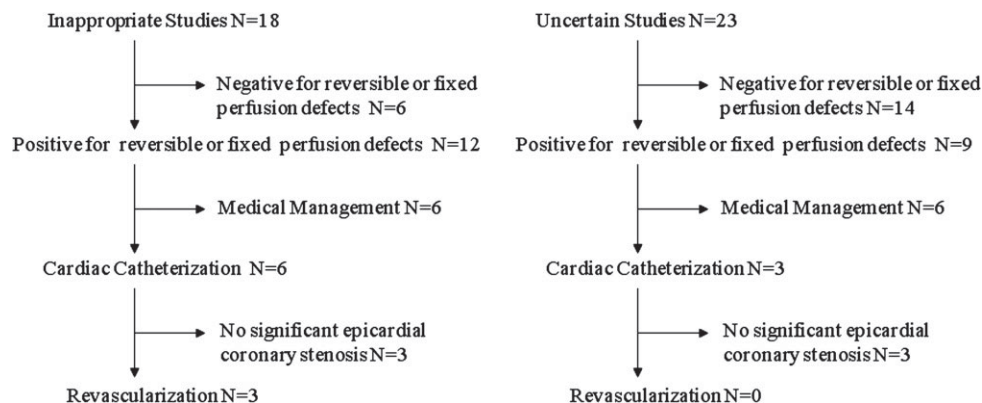 Inappropriate Studies N=18
Negative for reversible or fixed
perfusion defects N=6
Positive for reversible or fixed perfusion defects N=12
Medical Management N=6
Cardiac Catheterization N=6
No significant epicardial
coronary stenosis N=3
Revascularization N=3
Uncertain Studies N=23
Negative for reversible or fixed
perfusion defects N=14
Positive for reversible or fixed perfusion defects N=9
Medical Management N=6
Cardiac Catheterization N=3
No significant epicardial
coronary stenosis N=3
Revascularization N=0